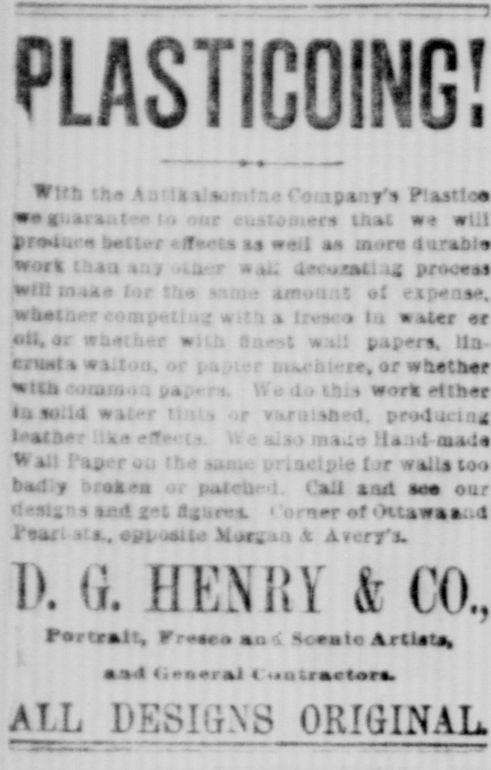 PLASTICOING!
With the Antikalsomine Company's Plastico
we guarantee to our customers that we will
produce better effects as well as more durable
work than any other wall decorating process
will make for the same amount of expense,
whether competing with a fresco in water or
oil, or whether with finest wall papers, lin-
crusta walton, or papier machiere, or whether
with common papers. We do this work either
in solid water tints or varnished, producing
leather like effects. We also made Hand-made
Wall Paper on the same principle for walls too
badly broken or patched. Call and see our
designs and get figures. Corner of Ottawa and
Pearl sts., opposite Morgan & Avery's.
D. G. HENRY & CO.,
Portrait, Fresco and Scenic Artists,
and General Contractors.
ALL DESIGNS ORIGINAL.